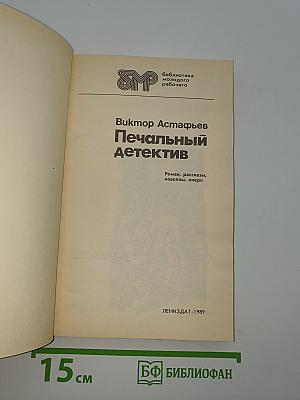 БМР
библиотека
молодого
рабочего
Виктор Астафьев
Печальный
детектив
Роман, рассказы,
новеллы, очерк
ЛЕНИЗДАТ·1989
15 см
БФ БИБЛИОФАН